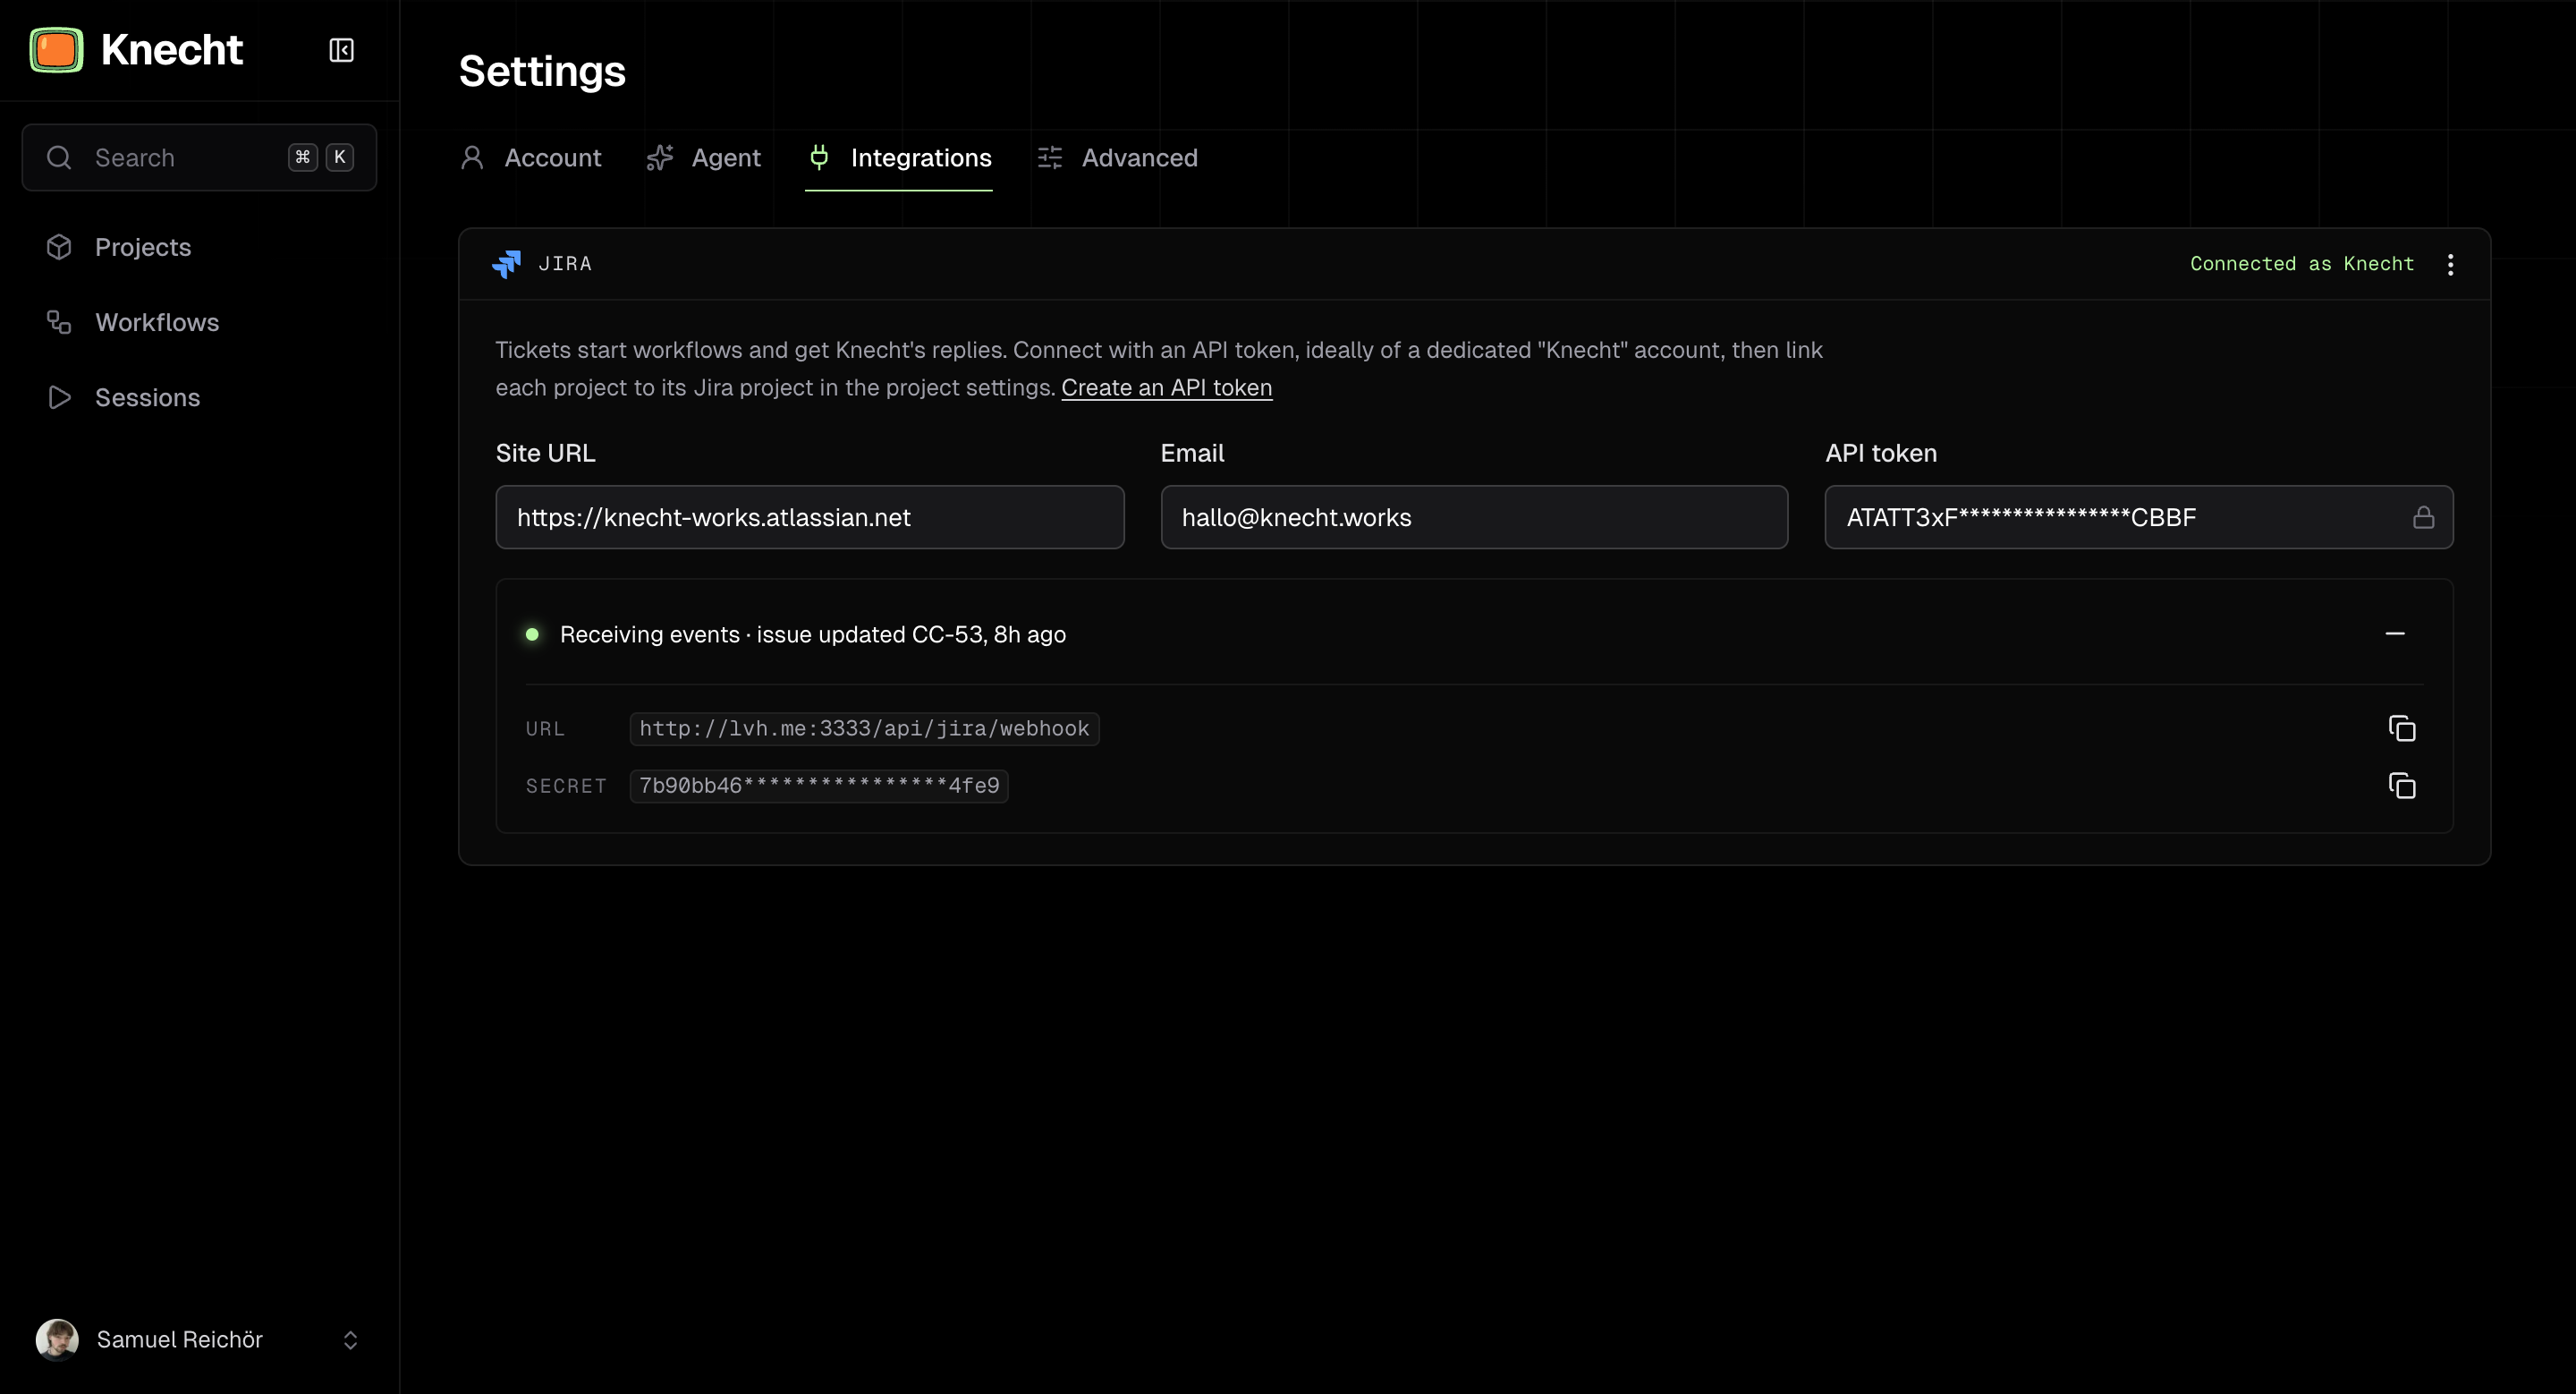 Knecht
Search ⌘ K
Projects
Workflows
Sessions
Samuel Reichör
Settings
Account Agent Integrations Advanced
JIRA Connected as Knecht
Tickets start workflows and get Knecht's replies. Connect with an API token, ideally of a dedicated "Knecht" account, then link
each project to its Jira project in the project settings. Create an API token
Site URL Email API token
https://knecht-works.atlassian.net hallo@knecht.works ATATT3xF****************CBBF
Receiving events · issue updated CC-53, 8h ago
URL http://lvh.me:3333/api/jira/webhook
SECRET 7b90bb46****************4fe9